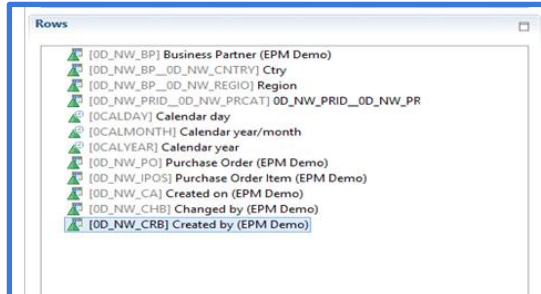 Rows
[0D_NW_BP] Business Partner (EPM Demo)
[0D_NW_BP__0D_NW_CNTRY] Ctry
[0D_NW_BP__0D_NW_REGIO] Region
[0D_NW_PRID__0D_NW_PRCAT] 0D_NW_PRID__0D_NW_PR
[0CALDAY] Calendar day
[0CALMONTH] Calendar year/month
[0CALYEAR] Calendar year
[0D_NW_PO] Purchase Order (EPM Demo)
[0D_NW_IPOS] Purchase Order Item (EPM Demo)
[0D_NW_CA] Created on (EPM Demo)
[0D_NW_CHB] Changed by (EPM Demo)
[0D_NW_CRB] Created by (EPM Demo)